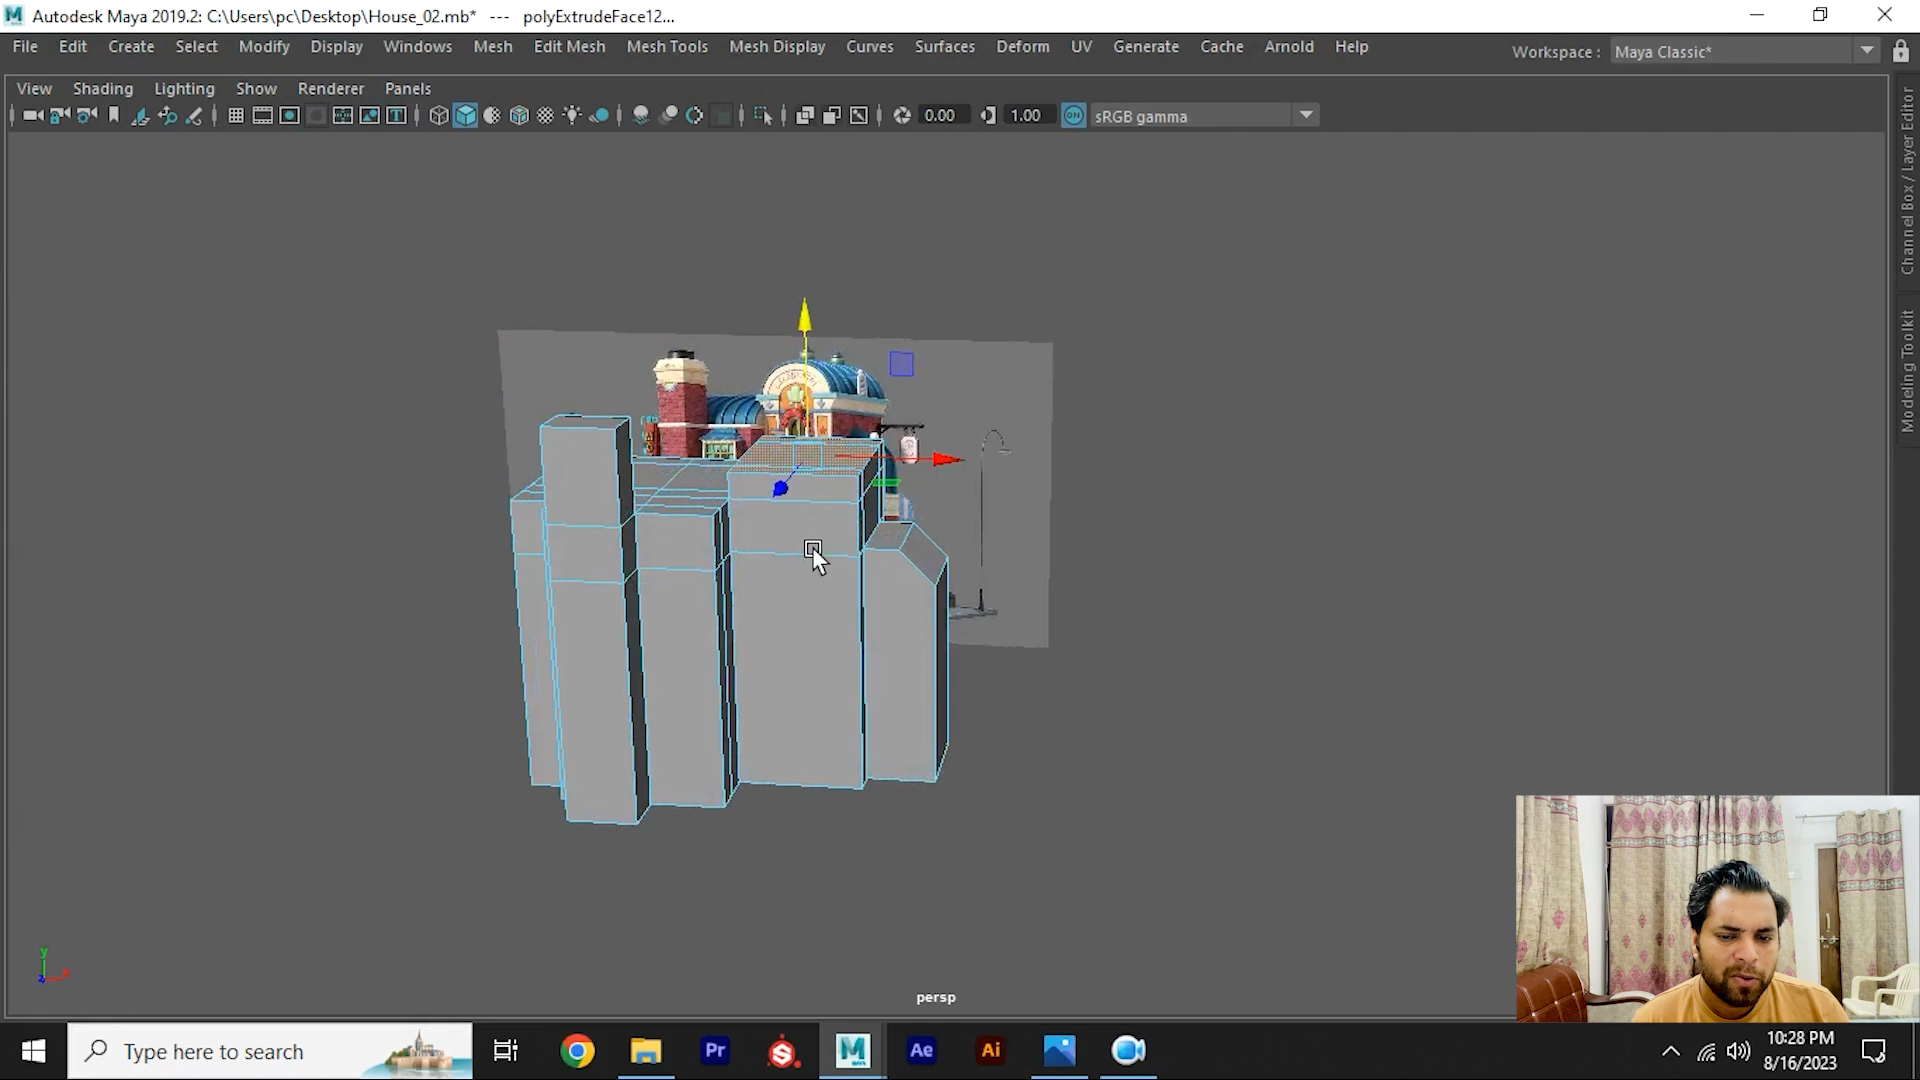 Autodesk Maya 2019.2: C:\Users\pc\Desktop\House_02.mb* --- polyExtrudeFace12...
File Edit Create Select Modify Display Windows Mesh Edit Mesh Mesh Tools Mesh Display Curves Surfaces Deform UV Generate Cache Arnold Help
Workspace : Maya Classic*
View Shading Lighting Show Renderer Panels
0.00 1.00 ON sRGB gamma
Channel Box / Layer Editor
Modeling Toolkit
y
persp
Type here to search
Pr
Ae
Ai
10:28 PM
8/16/2023